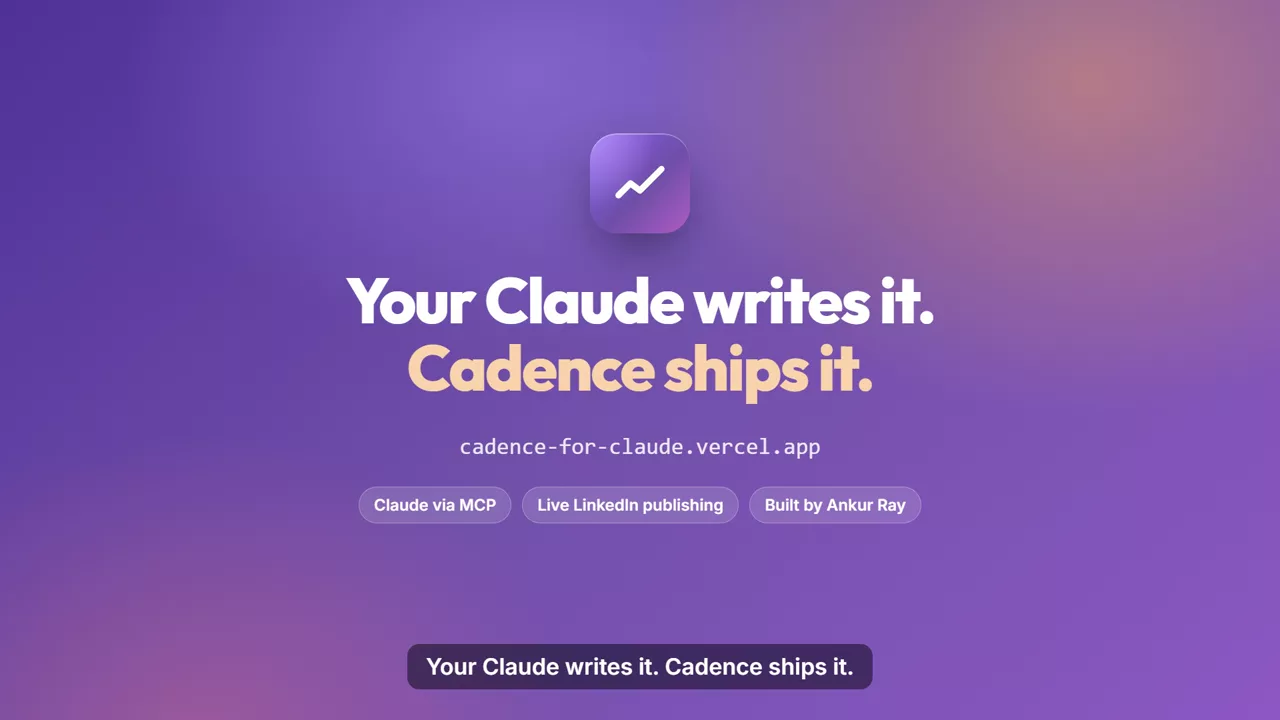 Your Claude writes it.
Cadence ships it.
cadence-for-claude.vercel.app
Claude via MCP
Live LinkedIn publishing
Built by Ankur Ray
Your Claude writes it. Cadence ships it.